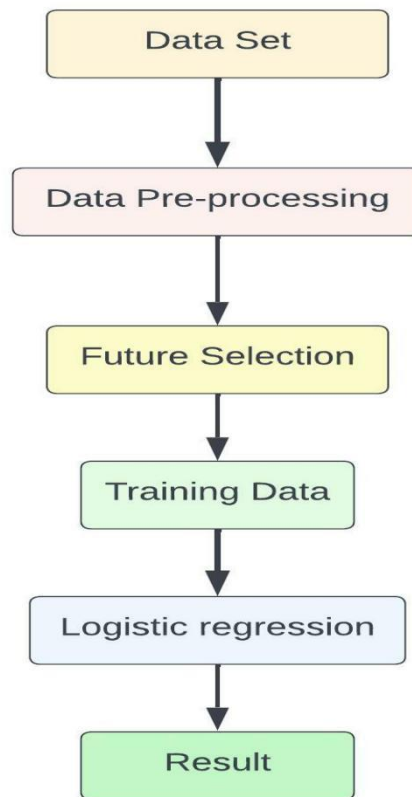 Data Set
Data Pre-processing
Future Selection
Training Data
Logistic regression
Result